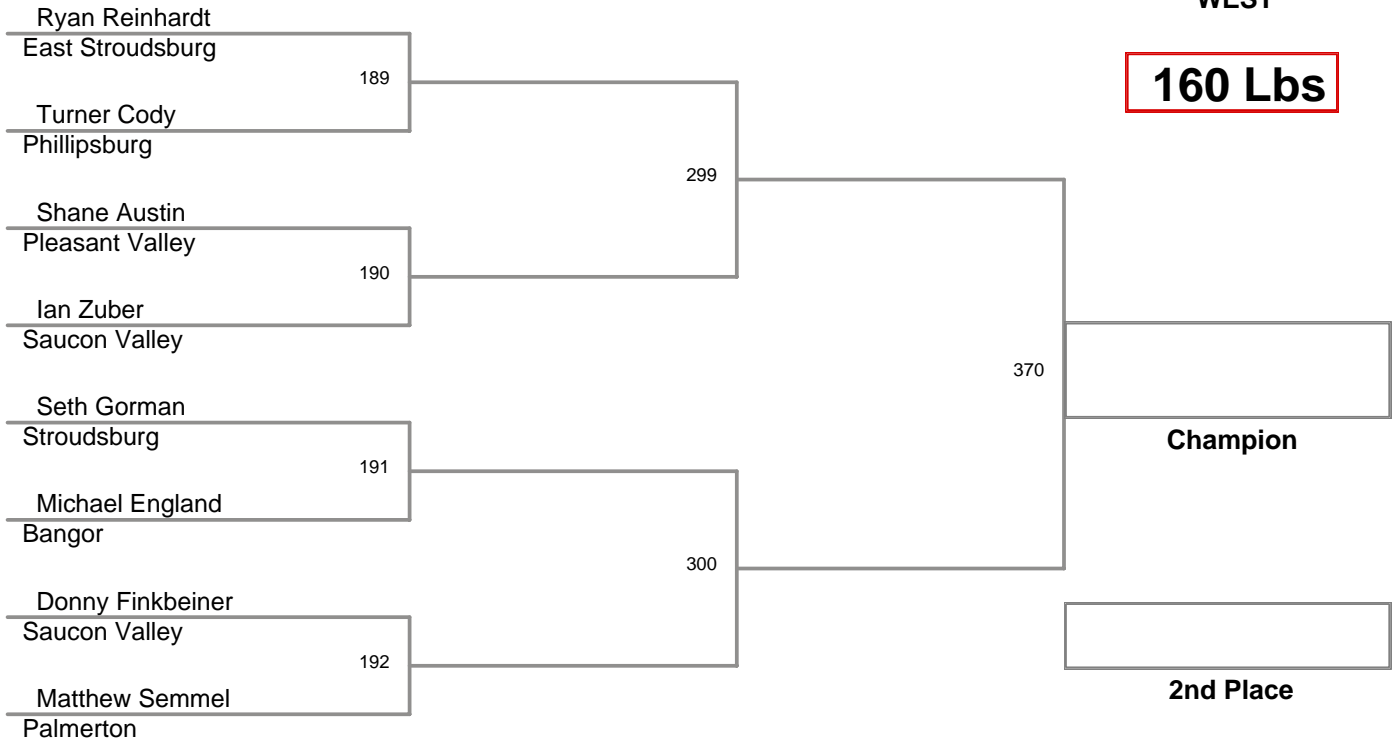 WEST
160 Lbs
Ryan Reinhardt
East Stroudsburg
189
Turner Cody
Phillipsburg
299
Shane Austin
Pleasant Valley
190
Ian Zuber
Saucon Valley
370
Champion
Seth Gorman
Stroudsburg
191
Michael England
Bangor
300
Donny Finkbeiner
Saucon Valley
192
Matthew Semmel
Palmerton
2nd Place